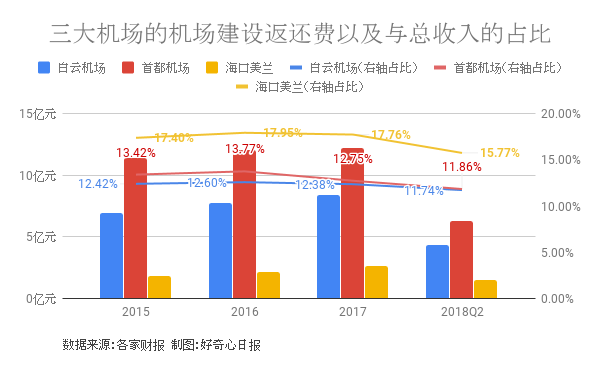 三大机场的机场建设返还费以及与总收入的占比
白云机场 首都机场 海口美兰 白云机场(右轴占比) 首都机场(右轴占比)
海口美兰(右轴占比)
15亿元 20.00%
17.40% 17.95% 17.76%
13.42% 13.77% 12.75% 15.77%
15.00%
11.86%
10亿元 12.42% 12.60% 12.38% 11.74%
10.00%
5亿元 5.00%
0亿元 0.00%
2015 2016 2017 2018Q2
数据来源:各家财报 制图:好奇心日报